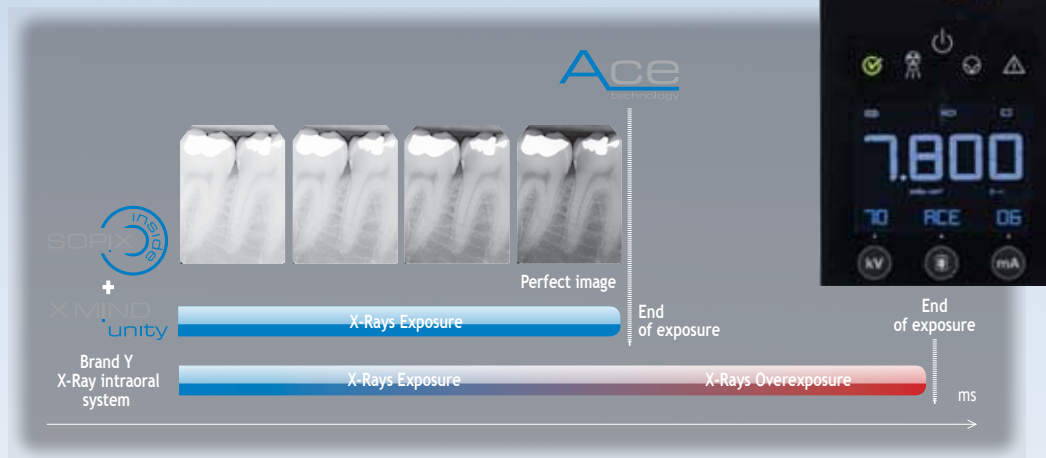 Ace
technology
SOPIX
inside
+
X MIND
unity
Perfect image
X-Rays Exposure
End
of exposure
Brand Y
X-Ray intraoral
system
X-Rays Exposure
X-Rays Overexposure
End
of exposure
ms
7.800
70 ACE 06
kV mA